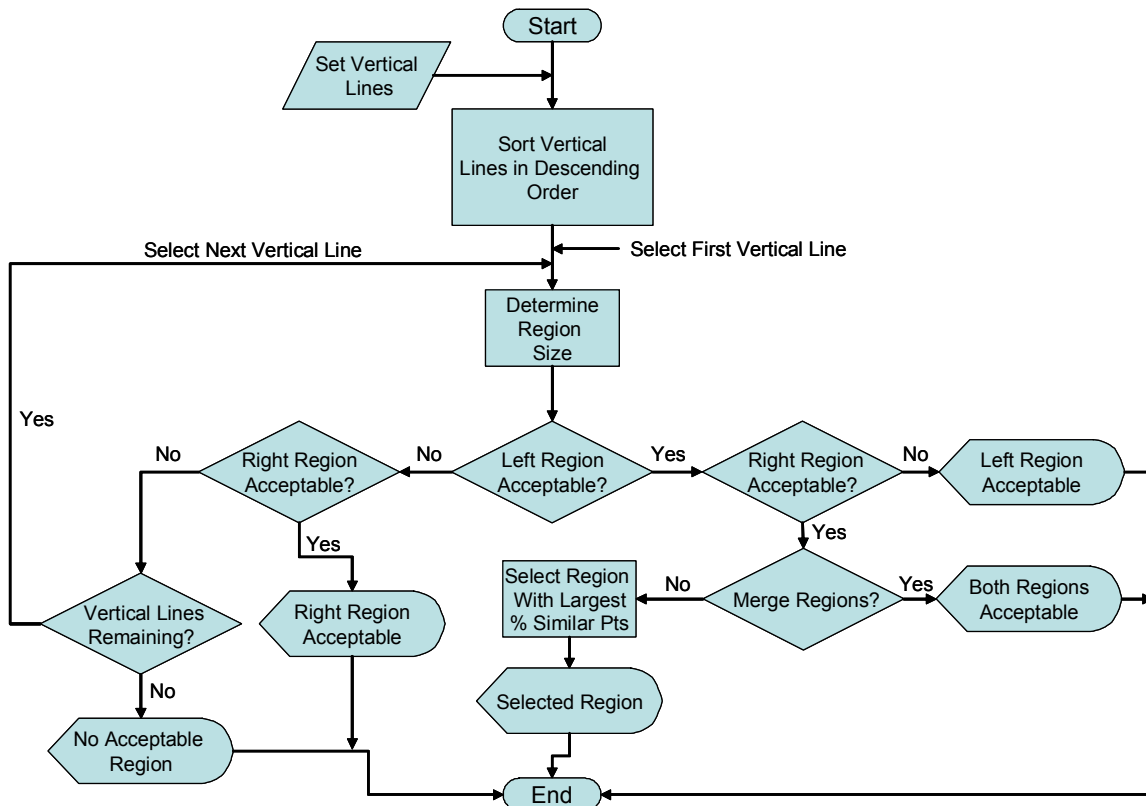 Start
Set Vertical
Lines
Sort Vertical
Lines in Descending
Order
Select Next Vertical Line
Select First Vertical Line
Determine
Region
Size
Yes
No
Right Region
Acceptable?
No
Left Region
Acceptable?
Yes
Right Region
Acceptable?
No
Left Region
Acceptable
Yes
Yes
Vertical Lines
Remaining?
Right Region
Acceptable
Select Region
With Largest
% Similar Pts
No
Merge Regions?
Yes
Both Regions
Acceptable
No
Selected Region
No Acceptable
Region
End